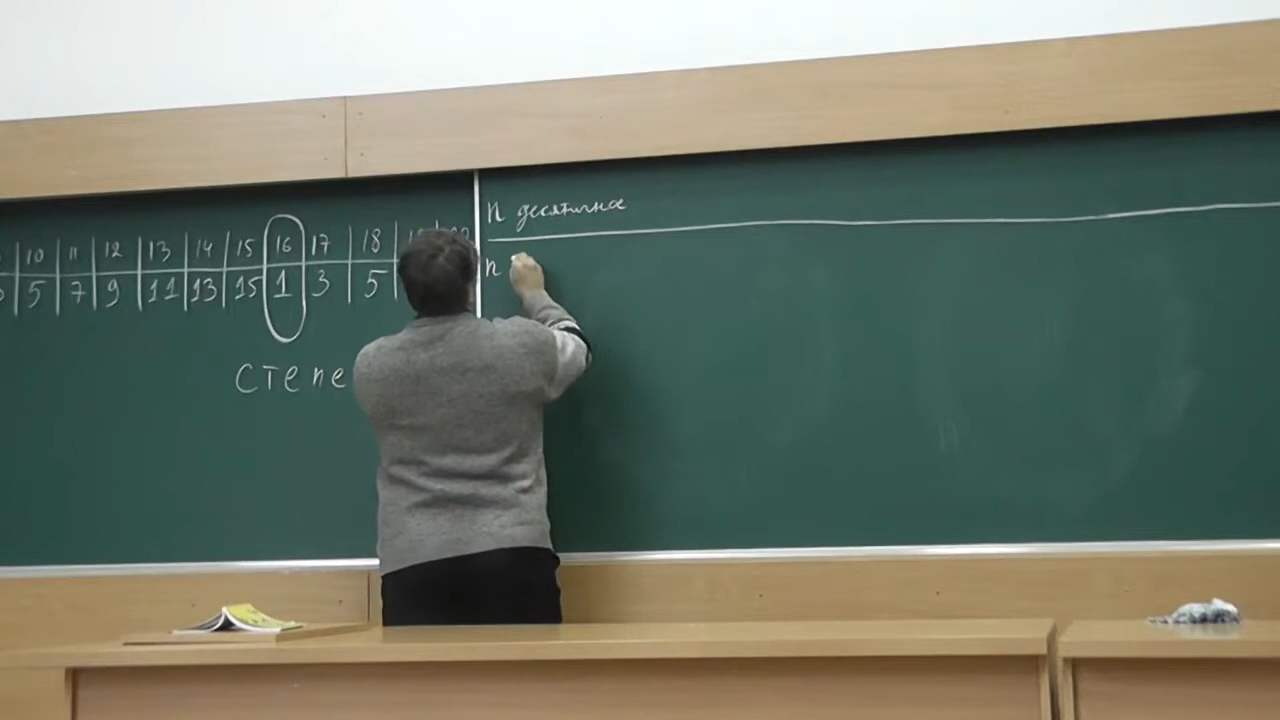 10 11 12 13 14 15 16 17 18
5 7 9 11 13 15 1 3 5
степе
n десятичное
n